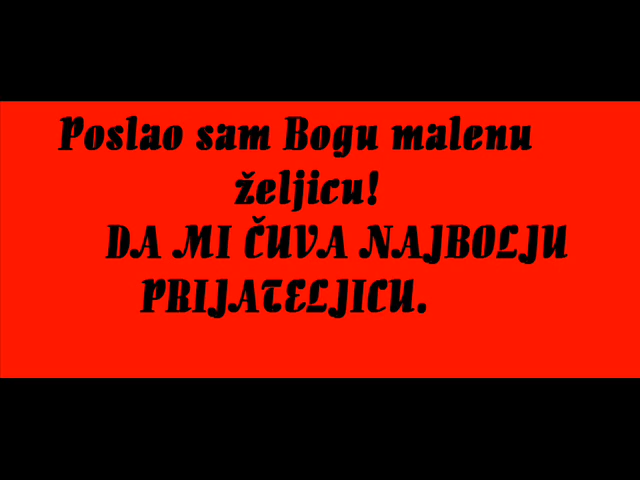 Poslao sam Bogu malenu
željicu!
DA MI ČUVA NAJBOLJU
PRIJATELJICU.